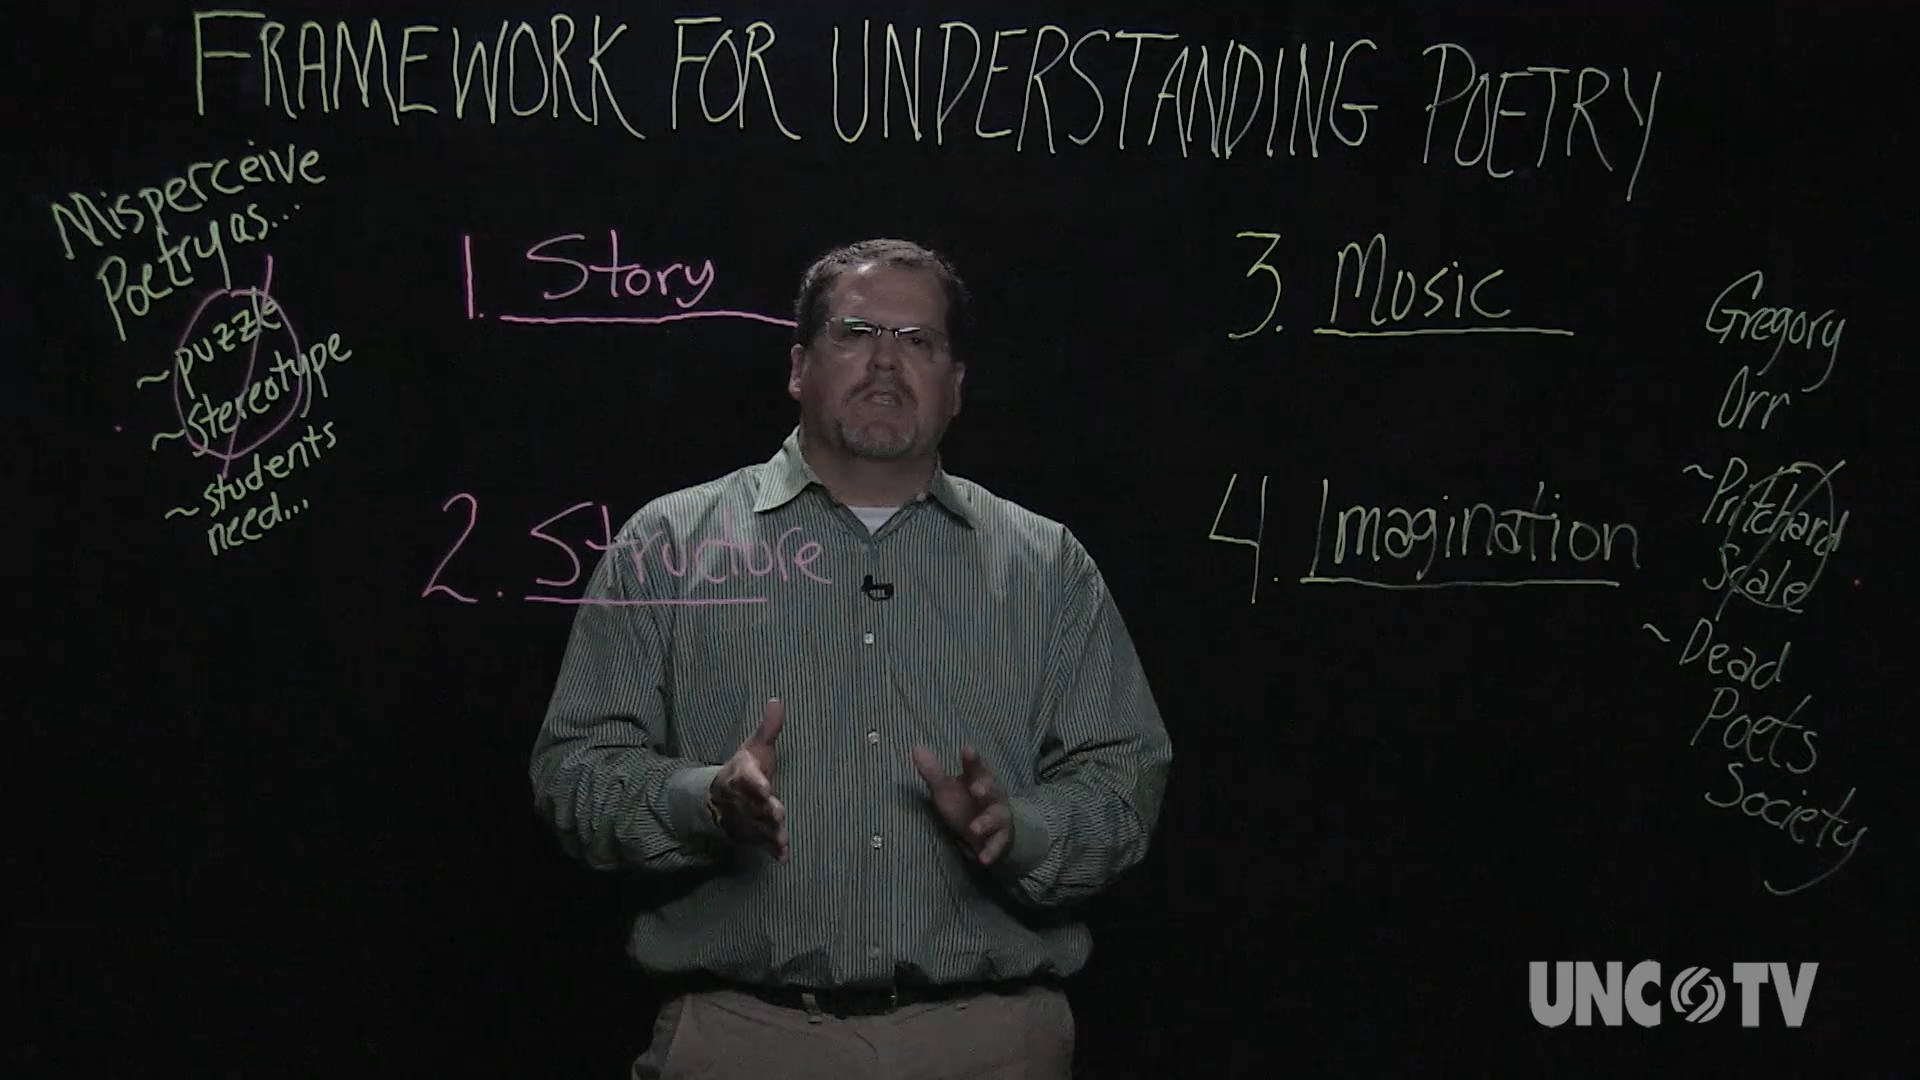 FRAMEWORK FOR UNDERSTANDING POETRY
Misperceive
Poetry as...
~puzzle
~stereotype
~students
need...
1. Story
2. Structure
3. Music
4. Imagination
Gregory
Orr
~Pritchard
Scale
~Dead
Poets
Society
UNC TV